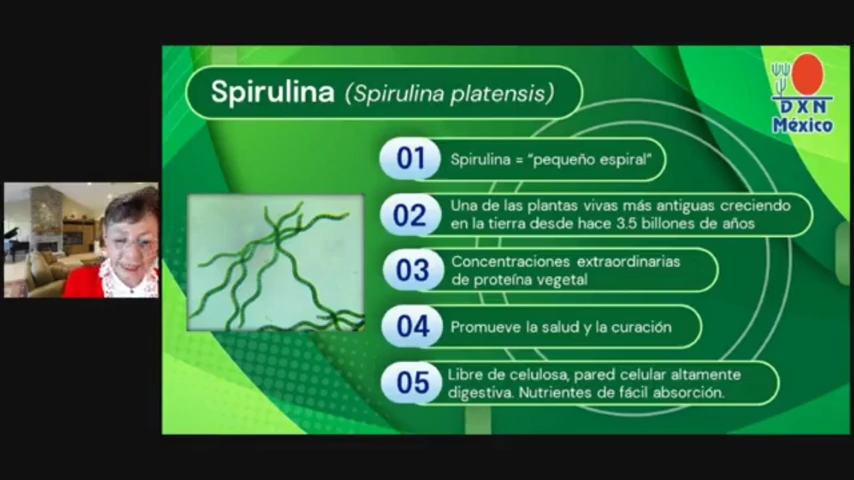 Spirulina (Spirulina platensis)
DXN
México
01
Spirulina = "pequeño espiral"
02
Una de las plantas vivas más antiguas creciendo
en la tierra desde hace 3.5 billones de años
03
Concentraciones extraordinarias
de proteína vegetal
04
Promueve la salud y la curación
05
Libre de celulosa, pared celular altamente
digestiva. Nutrientes de fácil absorción.